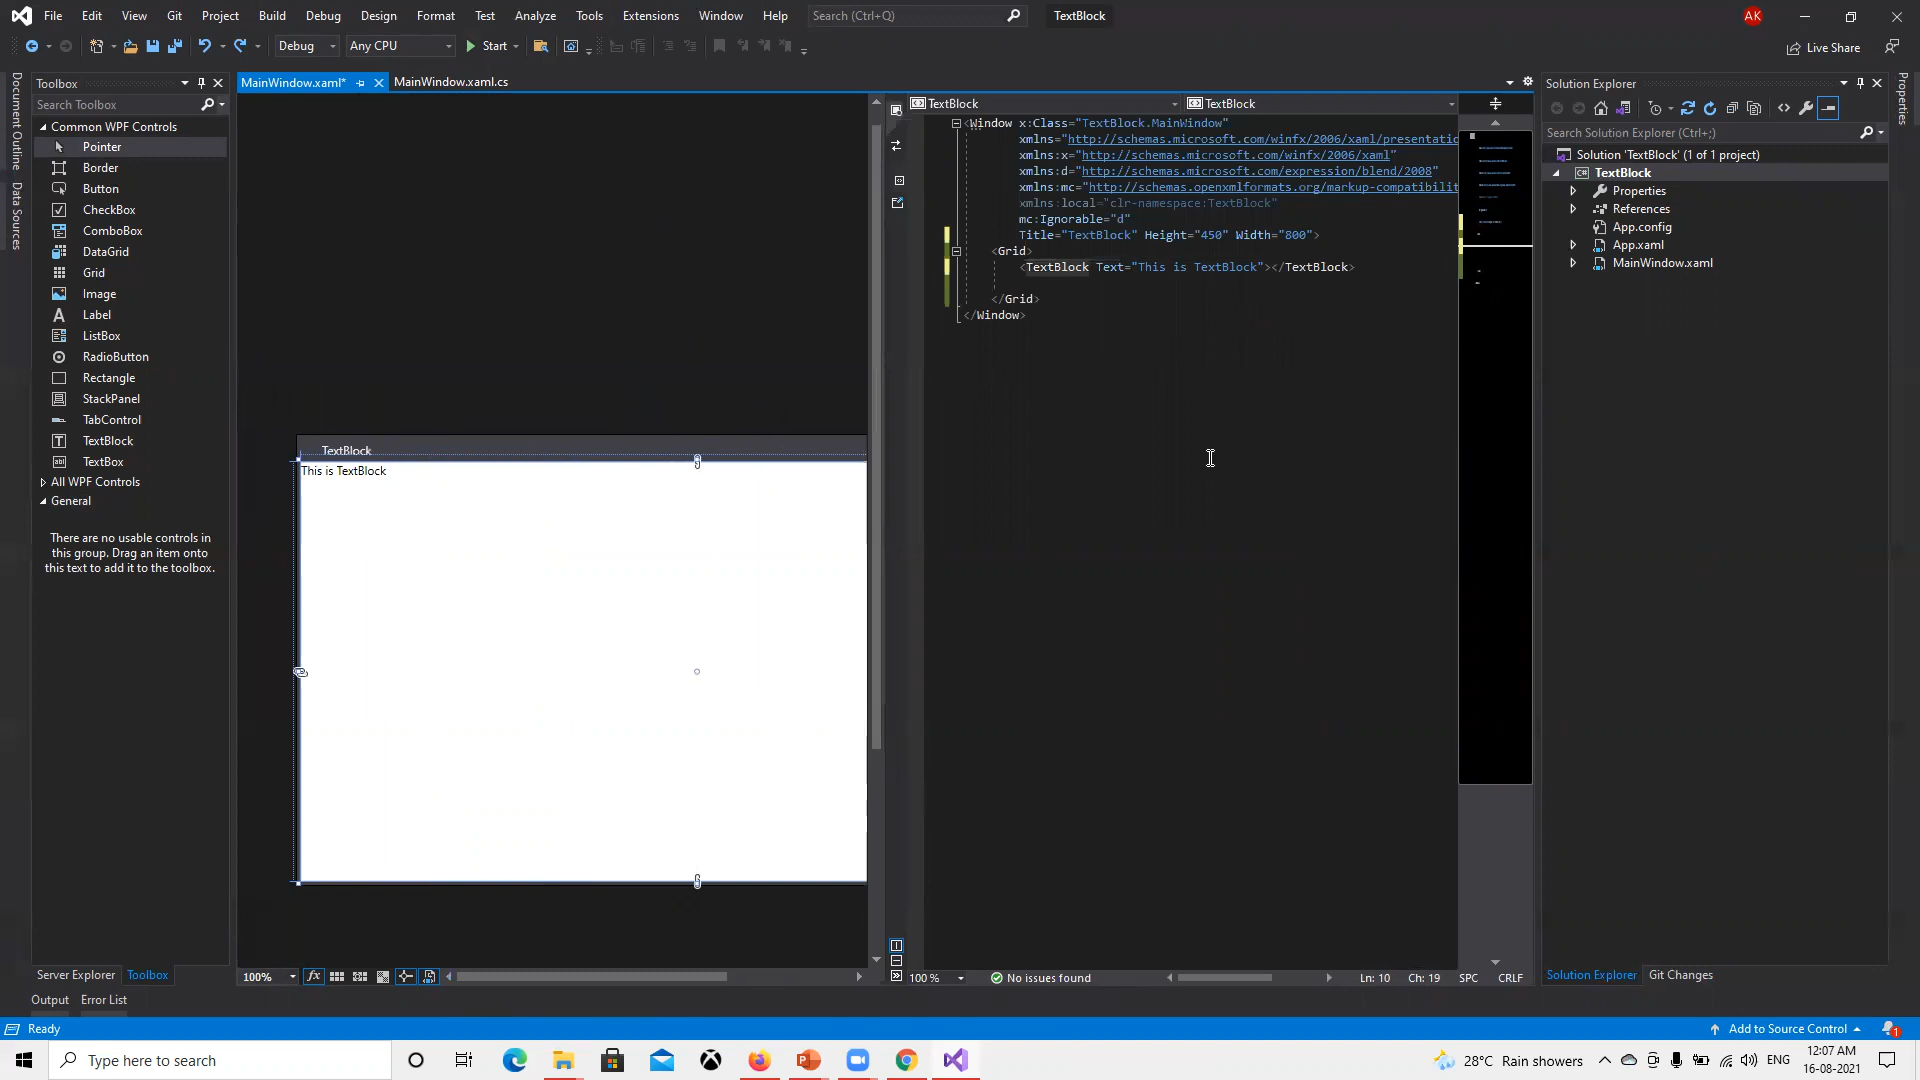 File Edit View Git Project Build Debug Design Format Test Analyze Tools Extensions Window Help Search (Ctrl+Q) TextBlock AK
Debug Any CPU Start Live Share
Document Outline
Data Sources
Toolbox
Search Toolbox
Common WPF Controls
Pointer
Border
Button
CheckBox
ComboBox
DataGrid
Grid
Image
Label
ListBox
RadioButton
Rectangle
StackPanel
TabControl
TextBlock
TextBox
All WPF Controls
General
There are no usable controls in
this group. Drag an item onto
this text to add it to the toolbox.
Server Explorer Toolbox
MainWindow.xaml* MainWindow.xaml.cs
TextBlock
This is TextBlock
100%
TextBlock TextBlock
<Window x:Class="TextBlock.MainWindow"
xmlns="http://schemas.microsoft.com/winfx/2006/xaml/presentatio
xmlns:x="http://schemas.microsoft.com/winfx/2006/xaml"
xmlns:d="http://schemas.microsoft.com/expression/blend/2008"
xmlns:mc="http://schemas.openxmlformats.org/markup-compatibilit
xmlns:local="clr-namespace:TextBlock"
mc:Ignorable="d"
Title="TextBlock" Height="450" Width="800">
<Grid>
<TextBlock Text="This is TextBlock"></TextBlock>
</Grid>
</Window>
100 % No issues found Ln: 10 Ch: 19 SPC CRLF
Solution Explorer
Search Solution Explorer (Ctrl+;)
Solution 'TextBlock' (1 of 1 project)
TextBlock
Properties
References
App.config
App.xaml
MainWindow.xaml
Solution Explorer Git Changes
Properties
Output Error List
Ready Add to Source Control 1
Type here to search 28°C Rain showers ENG 12:07 AM
16-08-2021